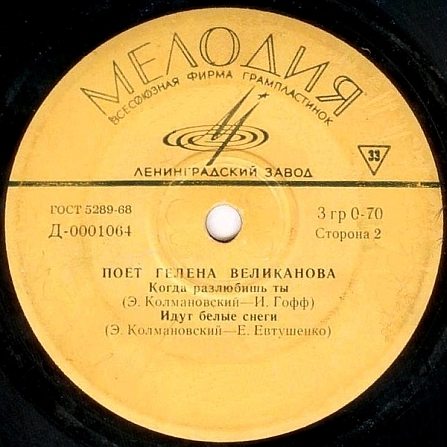 МЕЛОДИЯ
ВСЕСОЮЗНАЯ ФИРМА ГРАМПЛАСТИНОК
33
ЛЕНИНГРАДСКИЙ ЗАВОД
ГОСТ 5289-68
3 гр 0-70
Д-0001064
Сторона 2
ПОЕТ ГЕЛЕНА ВЕЛИКАНОВА
Когда разлюбишь ты
(Э. Колмановский—И. Гофф)
Идут белые снеги
(Э. Колмановский—Е. Евтушенко)